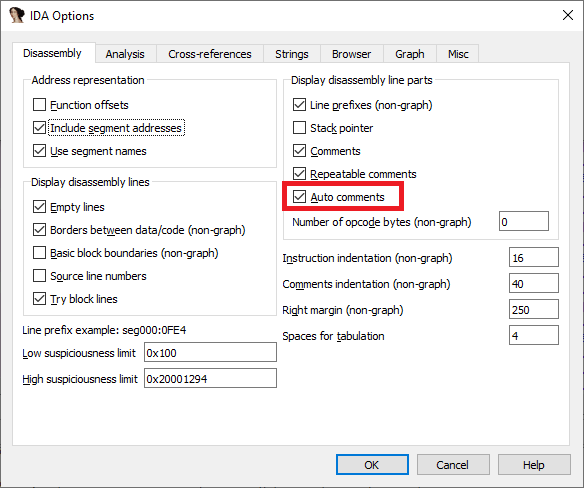 IDA Options
Disassembly
Analysis
Cross-references
Strings
Browser
Graph
Misc
Address representation
Function offsets
Include segment addresses
Use segment names
Display disassembly lines
Empty lines
Borders between data/code (non-graph)
Basic block boundaries (non-graph)
Source line numbers
Try block lines
Line prefix example: seg000:0FE4
Low suspiciousness limit 0x100
High suspiciousness limit 0x20001294
Display disassembly line parts
Line prefixes (non-graph)
Stack pointer
Comments
Repeatable comments
Auto comments
Number of opcode bytes (non-graph) 0
Instruction indentation (non-graph) 16
Comments indentation (non-graph) 40
Right margin (non-graph) 250
Spaces for tabulation 4
OK
Cancel
Help